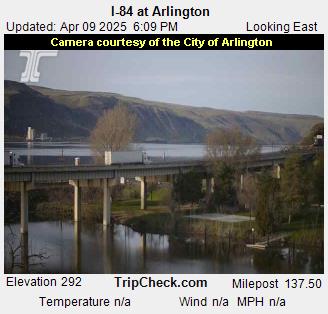 I-84 at Arlington
Updated: Apr 09 2025 6:09 PM Looking East
Camera courtesy of the City of Arlington
Elevation 292 TripCheck.com Milepost 137.50
Temperature n/a Wind n/a MPH n/a